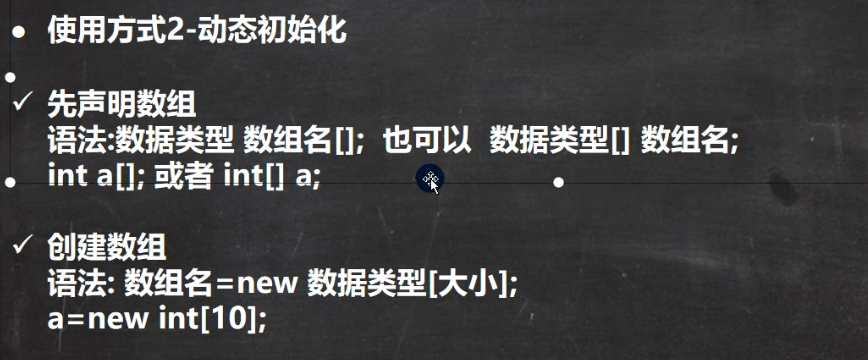 使用方式2-动态初始化
先声明数组
语法:数据类型 数组名[]; 也可以 数据类型[] 数组名;
int a[]; 或者 int[] a;
创建数组
语法: 数组名=new 数据类型[大小];
a=new int[10];